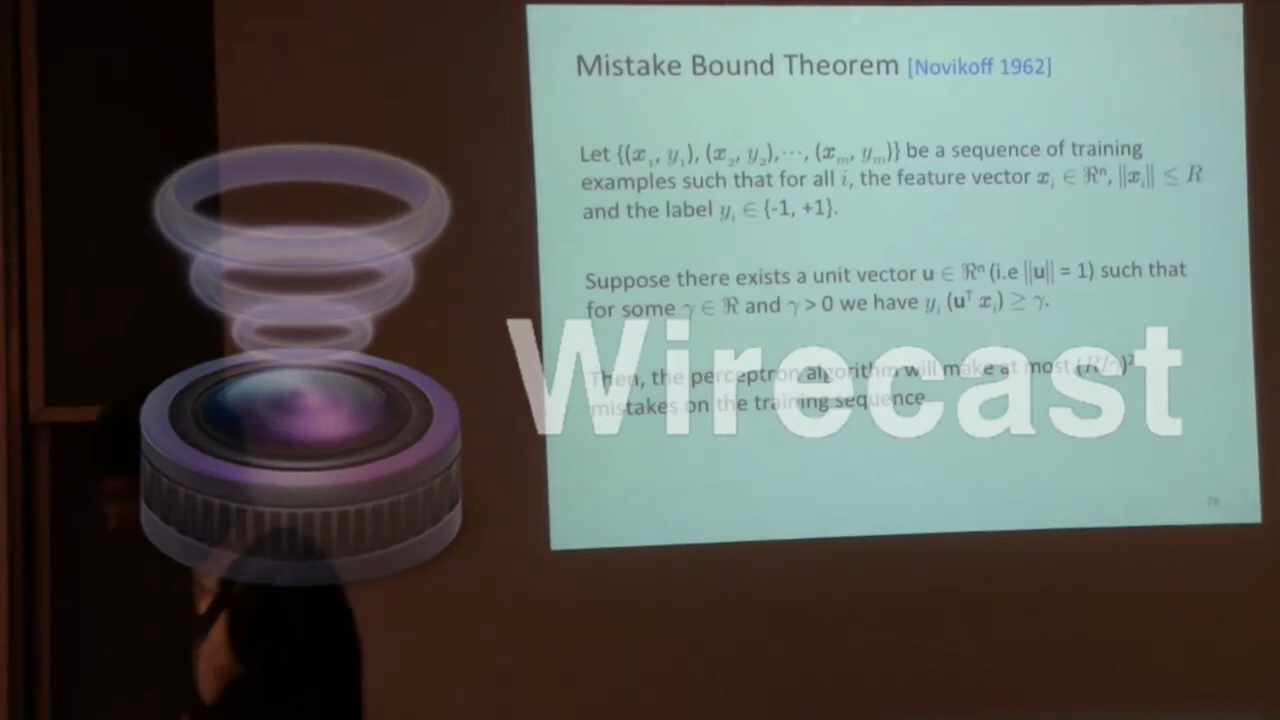 Mistake Bound Theorem [Novikoff 1962]
Let {(x₁, y₁), (x₂, y₂),⋯, (xₘ, yₘ)} be a sequence of training
examples such that for all i, the feature vector xᵢ ∈ ℜⁿ, ||xᵢ|| ≤ R
and the label yᵢ ∈ {-1, +1}.
Suppose there exists a unit vector u ∈ ℜⁿ (i.e ||u|| = 1) such that
for some γ ∈ ℜ and γ > 0 we have yᵢ (uᵀ xᵢ) ≥ γ.
Then, the perceptron algorithm will make at most (R/γ)²
mistakes on the training sequence.
Wirecast
78